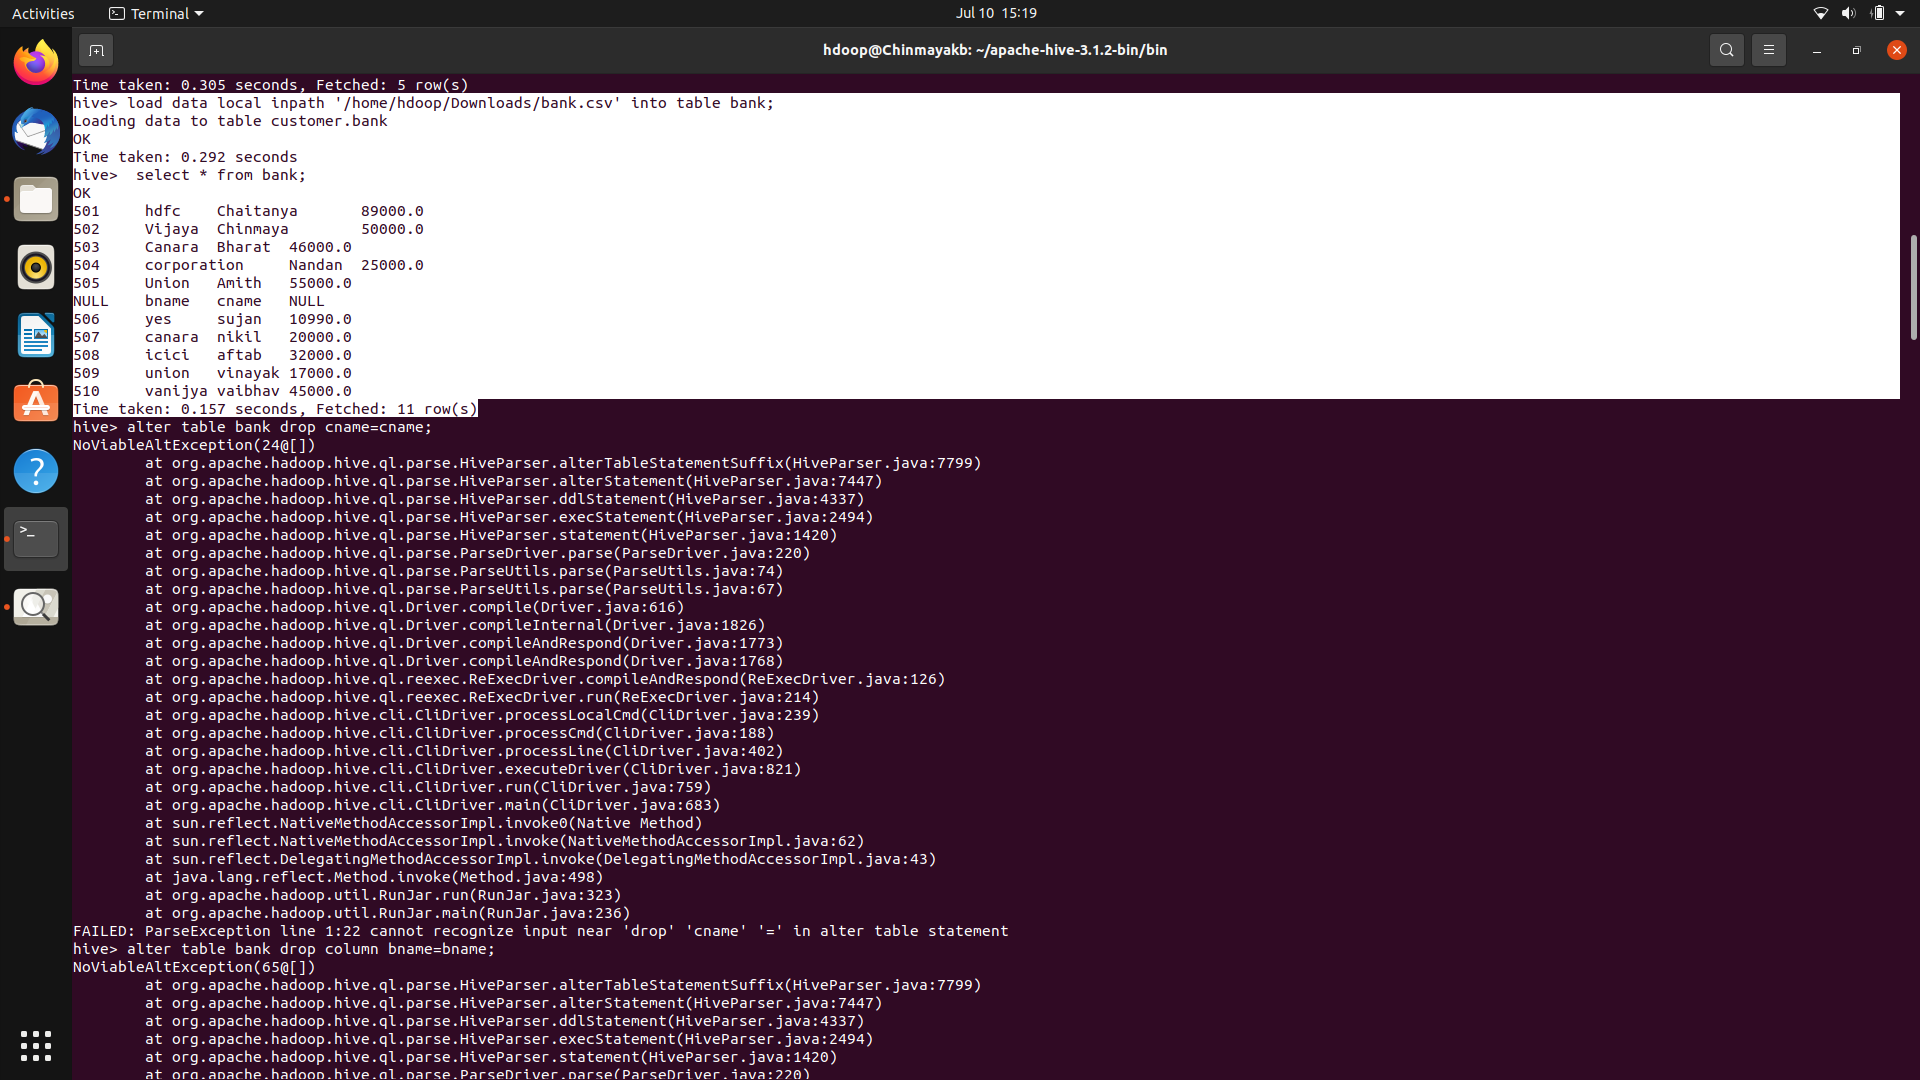 Activities Terminal Jul 10 15:19
hdoop@Chinmayakb: ~/apache-hive-3.1.2-bin/bin
Time taken: 0.305 seconds, Fetched: 5 row(s)
hive> load data local inpath '/home/hdoop/Downloads/bank.csv' into table bank;
Loading data to table customer.bank
OK
Time taken: 0.292 seconds
hive>  select * from bank;
OK
501     hdfc    Chaitanya       89000.0
502     Vijaya  Chinmaya        50000.0
503     Canara  Bharat  46000.0
504     corporation     Nandan  25000.0
505     Union   Amith   55000.0
NULL    bname   cname   NULL
506     yes     sujan   10990.0
507     canara  nikil   20000.0
508     icici   aftab   32000.0
509     union   vinayak 17000.0
510     vanijya vaibhav 45000.0
Time taken: 0.157 seconds, Fetched: 11 row(s)
hive> alter table bank drop cname=cname;
NoViableAltException(24@[])
        at org.apache.hadoop.hive.ql.parse.HiveParser.alterTableStatementSuffix(HiveParser.java:7799)
        at org.apache.hadoop.hive.ql.parse.HiveParser.alterStatement(HiveParser.java:7447)
        at org.apache.hadoop.hive.ql.parse.HiveParser.ddlStatement(HiveParser.java:4337)
        at org.apache.hadoop.hive.ql.parse.HiveParser.execStatement(HiveParser.java:2494)
        at org.apache.hadoop.hive.ql.parse.HiveParser.statement(HiveParser.java:1420)
        at org.apache.hadoop.hive.ql.parse.ParseDriver.parse(ParseDriver.java:220)
        at org.apache.hadoop.hive.ql.parse.ParseUtils.parse(ParseUtils.java:74)
        at org.apache.hadoop.hive.ql.parse.ParseUtils.parse(ParseUtils.java:67)
        at org.apache.hadoop.hive.ql.Driver.compile(Driver.java:616)
        at org.apache.hadoop.hive.ql.Driver.compileInternal(Driver.java:1826)
        at org.apache.hadoop.hive.ql.Driver.compileAndRespond(Driver.java:1773)
        at org.apache.hadoop.hive.ql.Driver.compileAndRespond(Driver.java:1768)
        at org.apache.hadoop.hive.ql.reexec.ReExecDriver.compileAndRespond(ReExecDriver.java:126)
        at org.apache.hadoop.hive.ql.reexec.ReExecDriver.run(ReExecDriver.java:214)
        at org.apache.hadoop.hive.cli.CliDriver.processLocalCmd(CliDriver.java:239)
        at org.apache.hadoop.hive.cli.CliDriver.processCmd(CliDriver.java:188)
        at org.apache.hadoop.hive.cli.CliDriver.processLine(CliDriver.java:402)
        at org.apache.hadoop.hive.cli.CliDriver.executeDriver(CliDriver.java:821)
        at org.apache.hadoop.hive.cli.CliDriver.run(CliDriver.java:759)
        at org.apache.hadoop.hive.cli.CliDriver.main(CliDriver.java:683)
        at sun.reflect.NativeMethodAccessorImpl.invoke0(Native Method)
        at sun.reflect.NativeMethodAccessorImpl.invoke(NativeMethodAccessorImpl.java:62)
        at sun.reflect.DelegatingMethodAccessorImpl.invoke(DelegatingMethodAccessorImpl.java:43)
        at java.lang.reflect.Method.invoke(Method.java:498)
        at org.apache.hadoop.util.RunJar.run(RunJar.java:323)
        at org.apache.hadoop.util.RunJar.main(RunJar.java:236)
FAILED: ParseException line 1:22 cannot recognize input near 'drop' 'cname' '=' in alter table statement
hive> alter table bank drop column bname=bname;
NoViableAltException(65@[])
        at org.apache.hadoop.hive.ql.parse.HiveParser.alterTableStatementSuffix(HiveParser.java:7799)
        at org.apache.hadoop.hive.ql.parse.HiveParser.alterStatement(HiveParser.java:7447)
        at org.apache.hadoop.hive.ql.parse.HiveParser.ddlStatement(HiveParser.java:4337)
        at org.apache.hadoop.hive.ql.parse.HiveParser.execStatement(HiveParser.java:2494)
        at org.apache.hadoop.hive.ql.parse.HiveParser.statement(HiveParser.java:1420)
        at org.apache.hadoop.hive.ql.parse.ParseDriver.parse(ParseDriver.java:220)